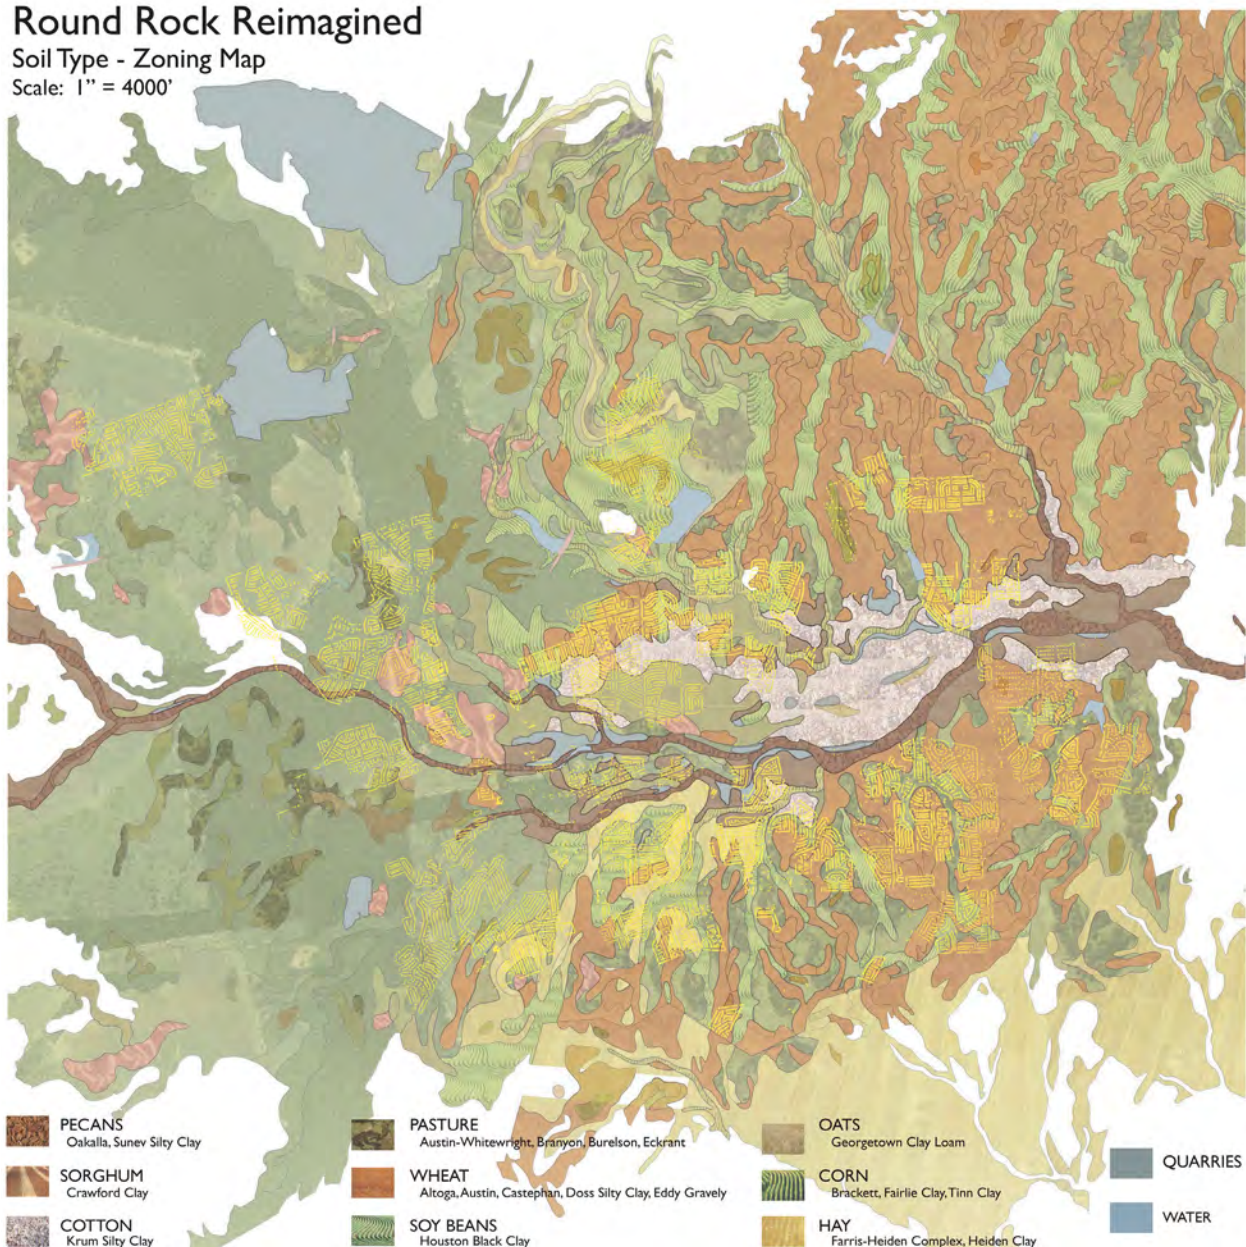 Round Rock Reimagined
Soil Type - Zoning Map
Scale: 1" = 4000'
PECANS
Oakalla, Sunev Silty Clay
SORGHUM
Crawford Clay
COTTON
Krum Silty Clay
PASTURE
Austin-Whitewright, Branyon, Burelson, Eckrant
WHEAT
Altoga, Austin, Castephan, Doss Silty Clay, Eddy Gravely
SOY BEANS
Houston Black Clay
OATS
Georgetown Clay Loam
CORN
Brackett, Fairlie Clay, Tinn Clay
HAY
Farris-Heiden Complex, Heiden Clay
QUARRIES
WATER